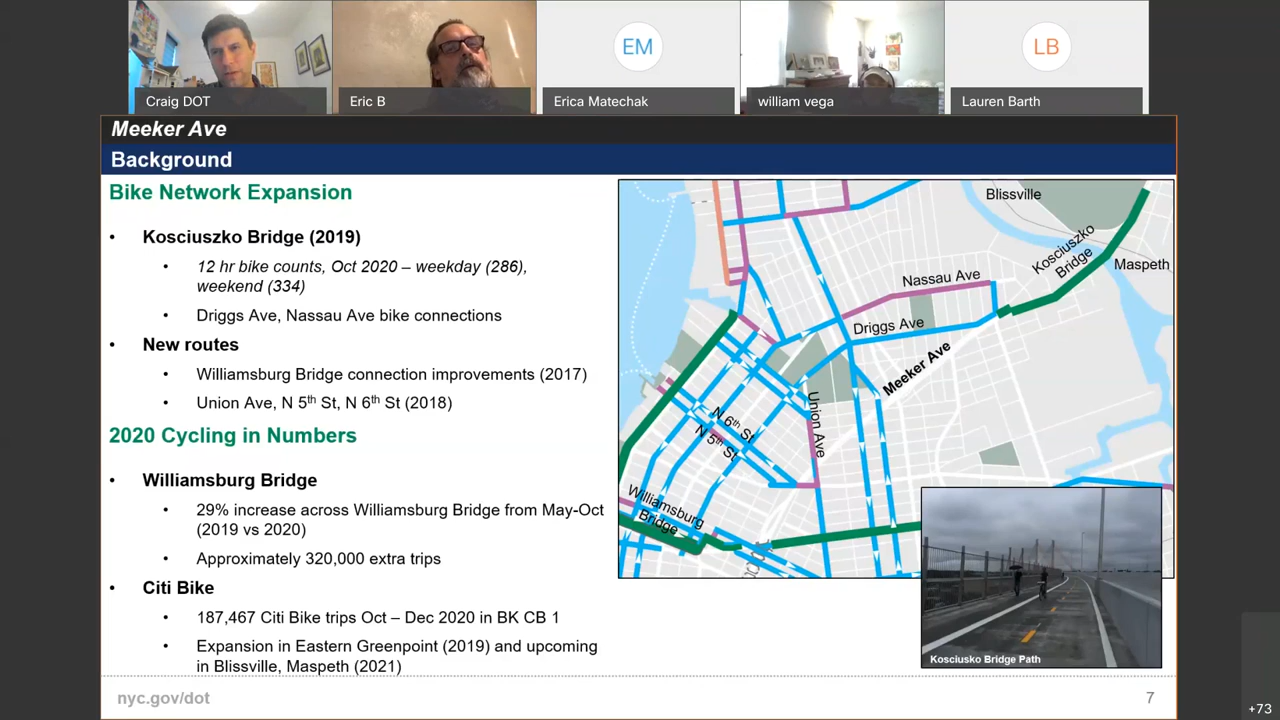 EM
LB
Craig DOT
Eric B
Erica Matechak
william vega
Lauren Barth
Meeker Ave
Background
Bike Network Expansion
• Kosciuszko Bridge (2019)
• 12 hr bike counts, Oct 2020 – weekday (286),
weekend (334)
• Driggs Ave, Nassau Ave bike connections
• New routes
• Williamsburg Bridge connection improvements (2017)
• Union Ave, N 5th St, N 6th St (2018)
2020 Cycling in Numbers
• Williamsburg Bridge
• 29% increase across Williamsburg Bridge from May-Oct
(2019 vs 2020)
• Approximately 320,000 extra trips
• Citi Bike
• 187,467 Citi Bike trips Oct – Dec 2020 in BK CB 1
• Expansion in Eastern Greenpoint (2019) and upcoming
in Blissville, Maspeth (2021)
Blissville
Kosciuszko
Bridge
Maspeth
Nassau Ave
Driggs Ave
Meeker Ave
Union Ave
N 6th St
N 5th St
Williamsburg
Bridge
Kosciusko Bridge Path
nyc.gov/dot
7
+73